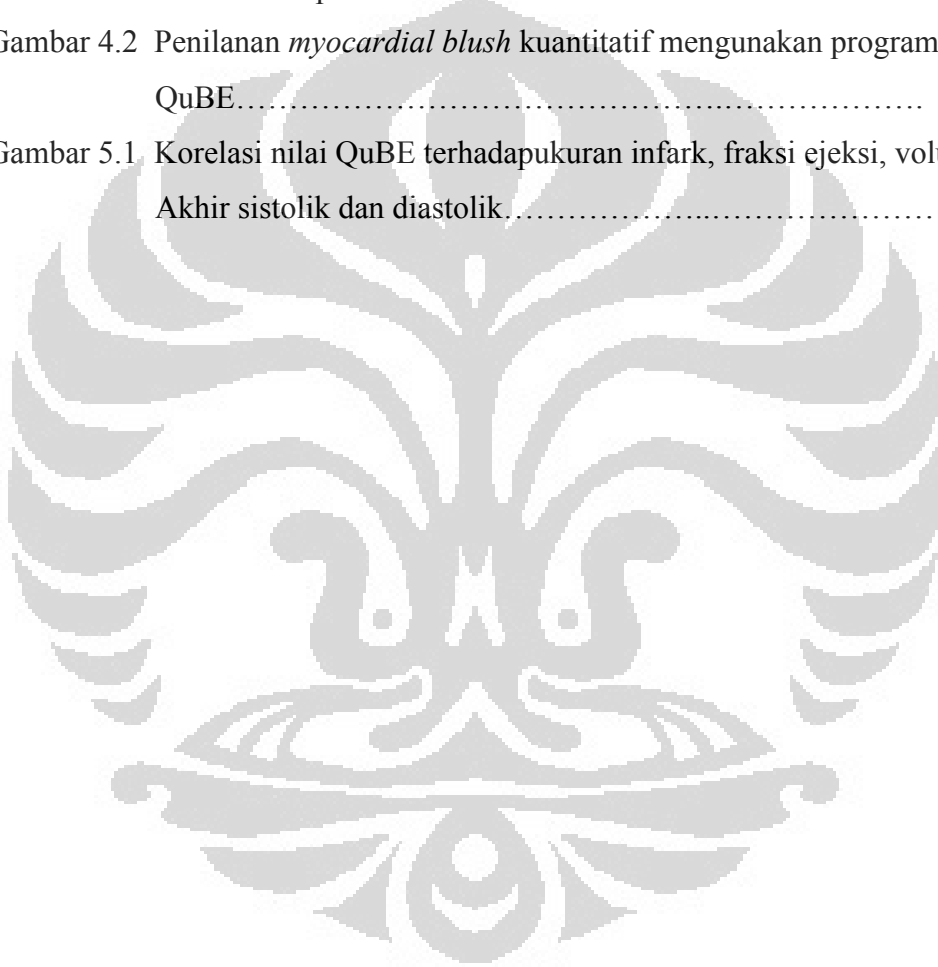 Gambar 4.2 Penilanan myocardial blush kuantitatif mengunakan program
QuBE……………………………………….…………………….
Gambar 5.1 Korelasi nilai QuBE terhadapukuran infark, fraksi ejeksi, volu
Akhir sistolik dan diastolik………………..……………………